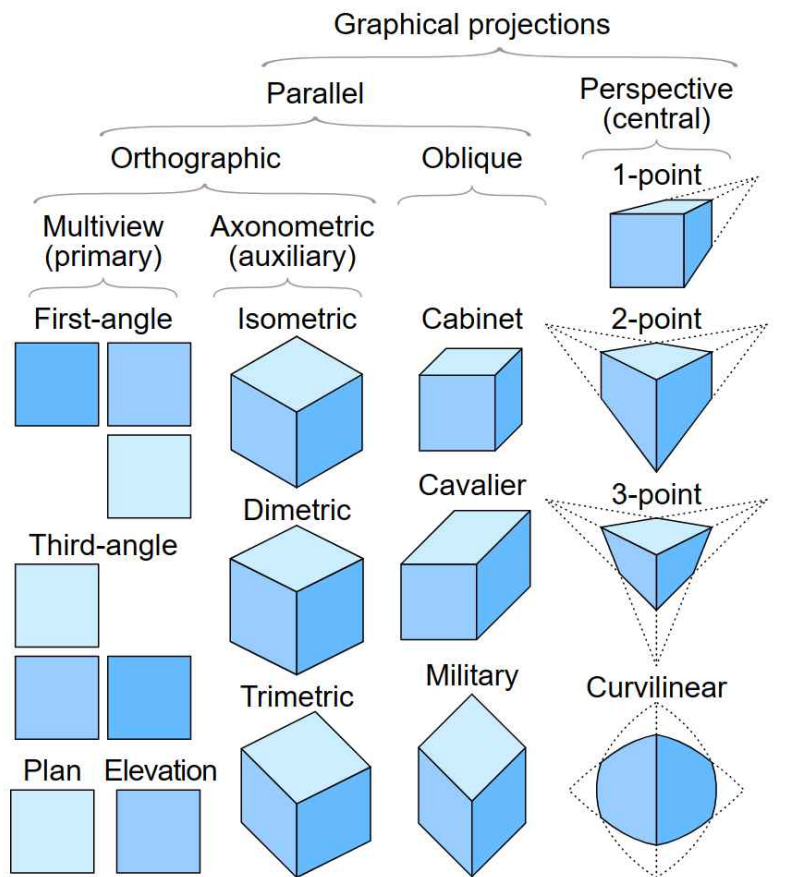 Graphical projections
Parallel
Perspective
(central)
Orthographic
Oblique
1-point
Multiview
(primary)
Axonometric
(auxiliary)
First-angle
Isometric
Cabinet
2-point
Third-angle
Dimetric
Cavalier
3-point
Trimetric
Military
Curvilinear
Plan
Elevation